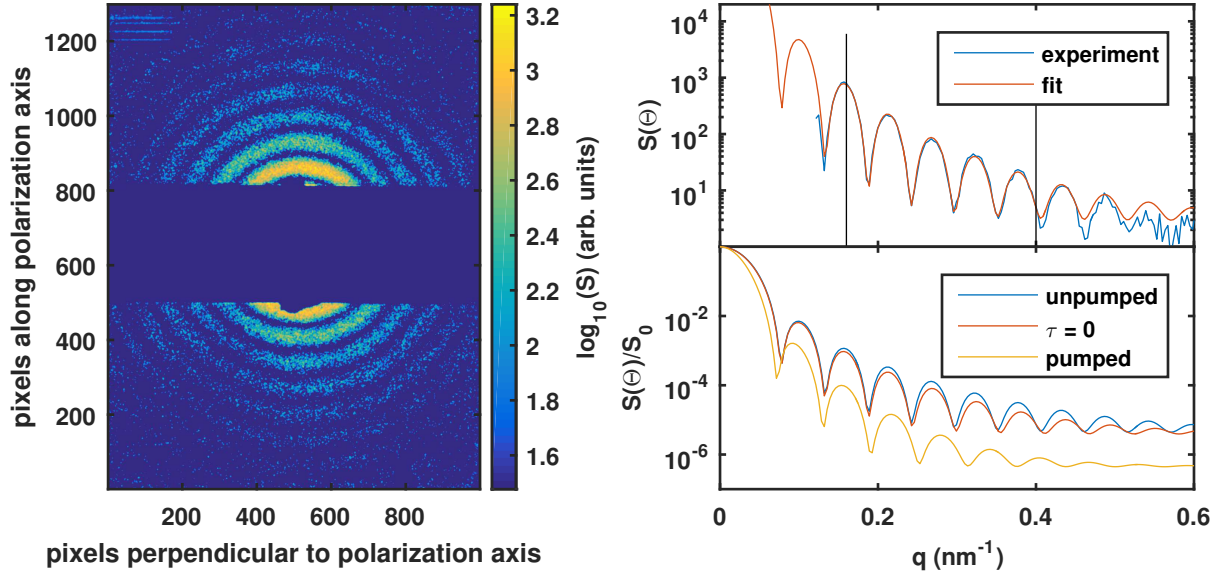 pixels along polarization axis
1200
1000
800
600
400
200
200 400 600 800
pixels perpendicular to polarization axis
3.2
3
2.8
2.6
2.4
2.2
2
1.8
1.6
log10(S) (arb. units)
S(Θ)
10^4
10^3
10^2
10^1
experiment
fit
S(Θ)/S0
10^-2
10^-4
10^-6
unpumped
τ = 0
pumped
0 0.2 0.4 0.6
q (nm^-1)